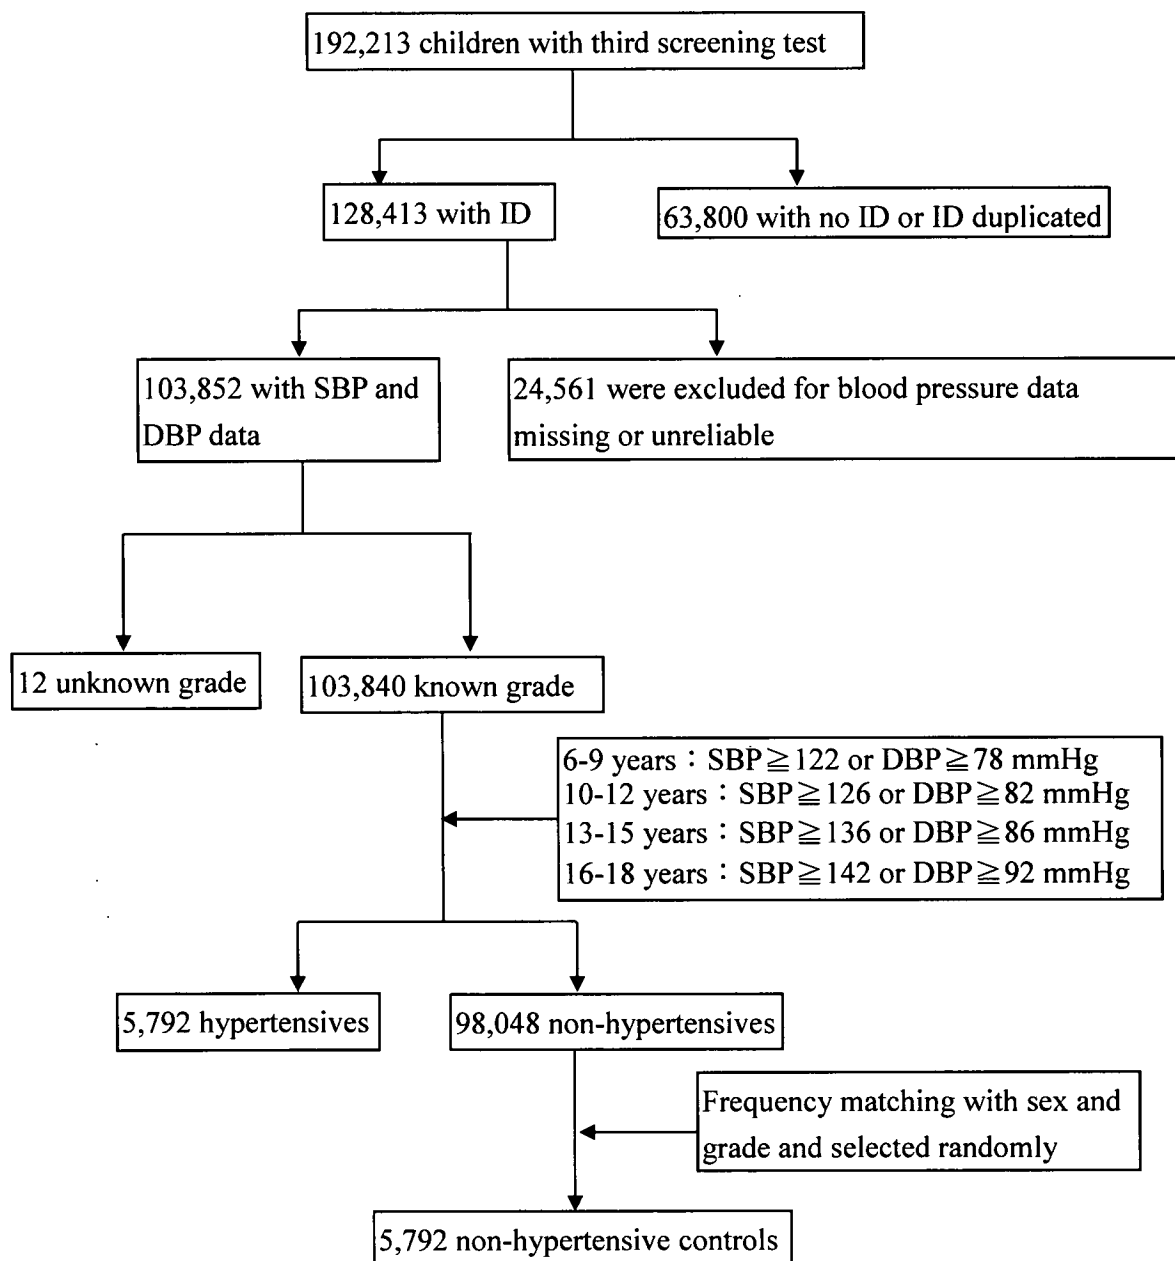 192,213 children with third screening test
128,413 with ID
63,800 with no ID or ID duplicated
103,852 with SBP and
DBP data
24,561 were excluded for blood pressure data
missing or unreliable
12 unknown grade
103,840 known grade
6-9 years：SBP≧122 or DBP≧78 mmHg
10-12 years：SBP≧126 or DBP≧82 mmHg
13-15 years：SBP≧136 or DBP≧86 mmHg
16-18 years：SBP≧142 or DBP≧92 mmHg
5,792 hypertensives
98,048 non-hypertensives
Frequency matching with sex and
grade and selected randomly
5,792 non-hypertensive controls